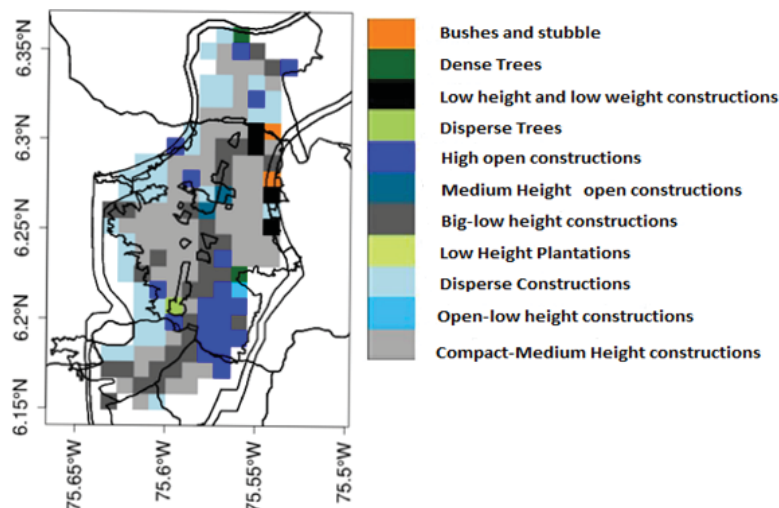 6.35°N
6.3°N
6.25°N
6.2°N
6.15°N
75.65°W
75.6°W
75.55°W
75.5°W
Bushes and stubble
Dense Trees
Low height and low weight constructions
Disperse Trees
High open constructions
Medium Height open constructions
Big-low height constructions
Low Height Plantations
Disperse Constructions
Open-low height constructions
Compact-Medium Height constructions